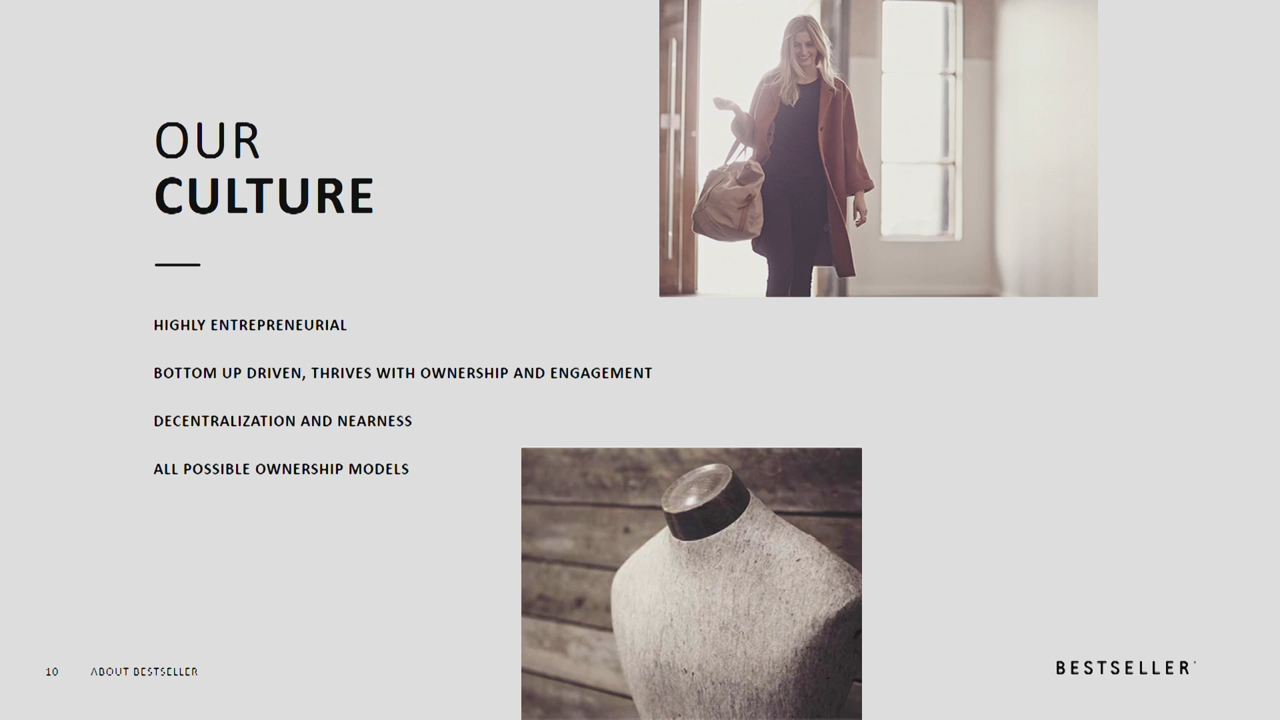 OUR
CULTURE
HIGHLY ENTREPRENEURIAL
BOTTOM UP DRIVEN, THRIVES WITH OWNERSHIP AND ENGAGEMENT
DECENTRALIZATION AND NEARNESS
ALL POSSIBLE OWNERSHIP MODELS
10 ABOUT BESTSELLER
BESTSELLER